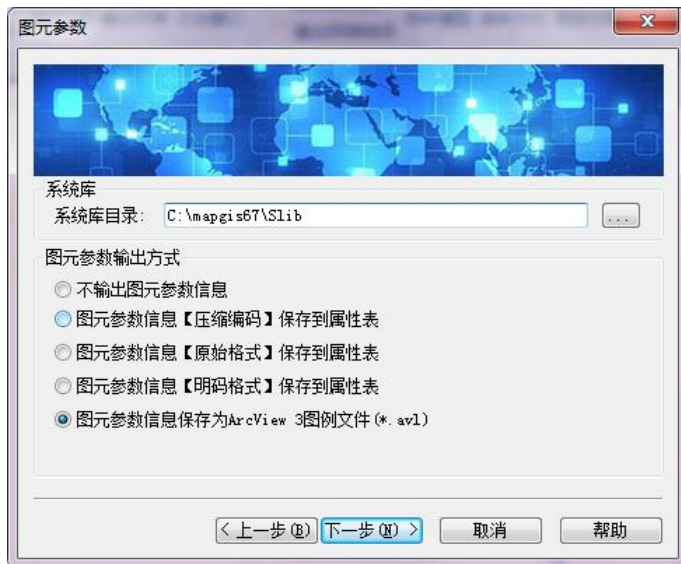 图元参数
系统库
系统库目录: C:\mapgis67\Slib ...
图元参数输出方式
不输出图元参数信息
图元参数信息【压缩编码】保存到属性表
图元参数信息【原始格式】保存到属性表
图元参数信息【明码格式】保存到属性表
图元参数信息保存为ArcView 3图例文件(*.avl)
< 上一步(B) 下一步(N) > 取消 帮助